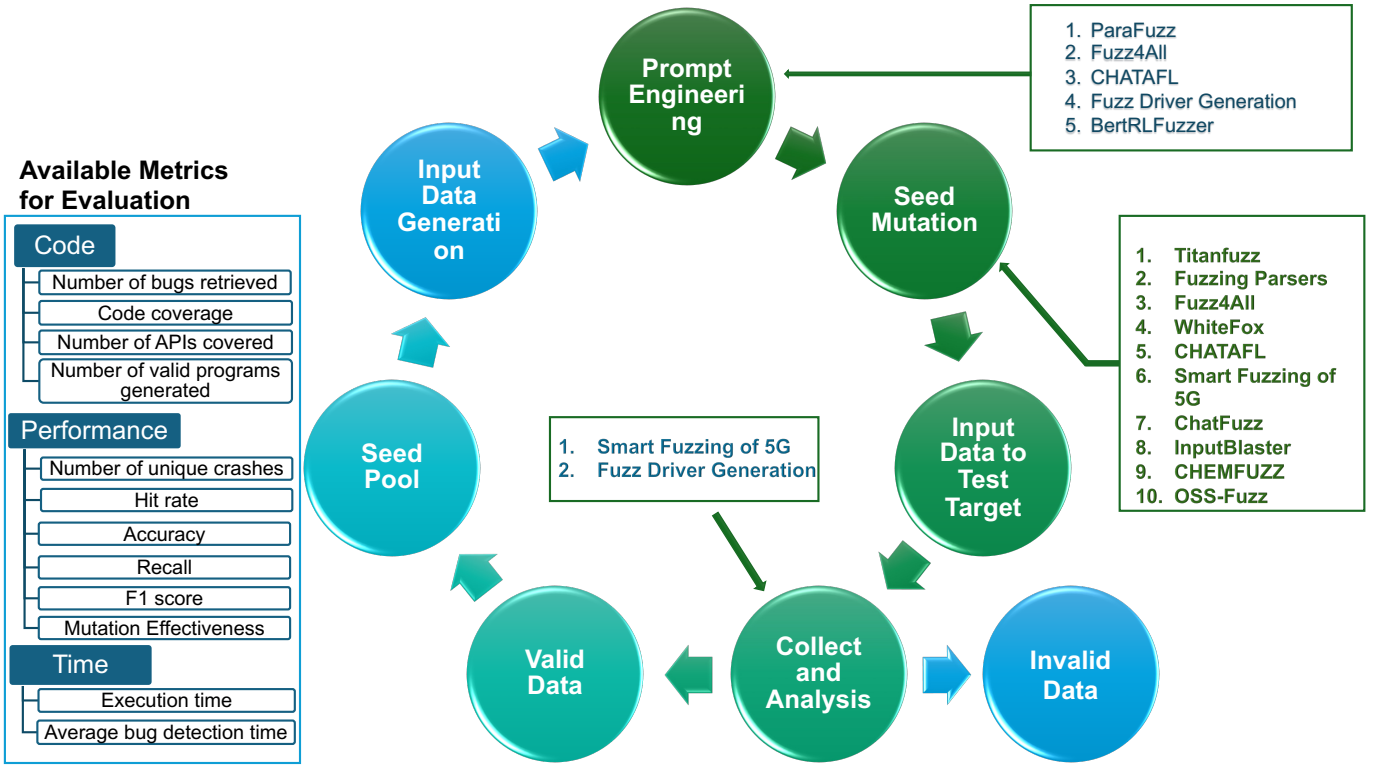 Available Metrics
for Evaluation
Code
Number of bugs retrieved
Code coverage
Number of APIs covered
Number of valid programs
generated
Performance
Number of unique crashes
Hit rate
Accuracy
Recall
F1 score
Mutation Effectiveness
Time
Execution time
Average bug detection time
Prompt
Engineeri
ng
Seed
Mutation
Input
Data to
Test
Target
Collect
and
Analysis
Invalid
Data
Valid
Data
Seed
Pool
Input
Data
Generati
on
1. ParaFuzz
2. Fuzz4All
3. CHATAFL
4. Fuzz Driver Generation
5. BertRLFuzzer
1. Titanfuzz
2. Fuzzing Parsers
3. Fuzz4All
4. WhiteFox
5. CHATAFL
6. Smart Fuzzing of
5G
7. ChatFuzz
8. InputBlaster
9. CHEMFUZZ
10. OSS-Fuzz
1. Smart Fuzzing of 5G
2. Fuzz Driver Generation